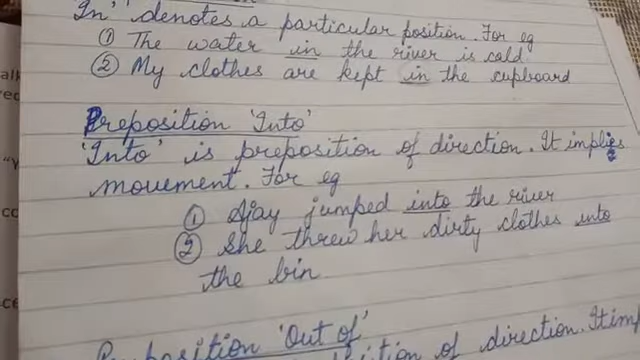 'In' denotes a particular position. For eg
① The water in the river is cold.
② My clothes are kept in the cupboard
Preposition 'Into'
'Into' is preposition of direction. It implies
movement. For eg
① Ajay jumped into the river
② She threw her dirty clothes into
the bin
Preposition 'Out of'
of direction. It imp